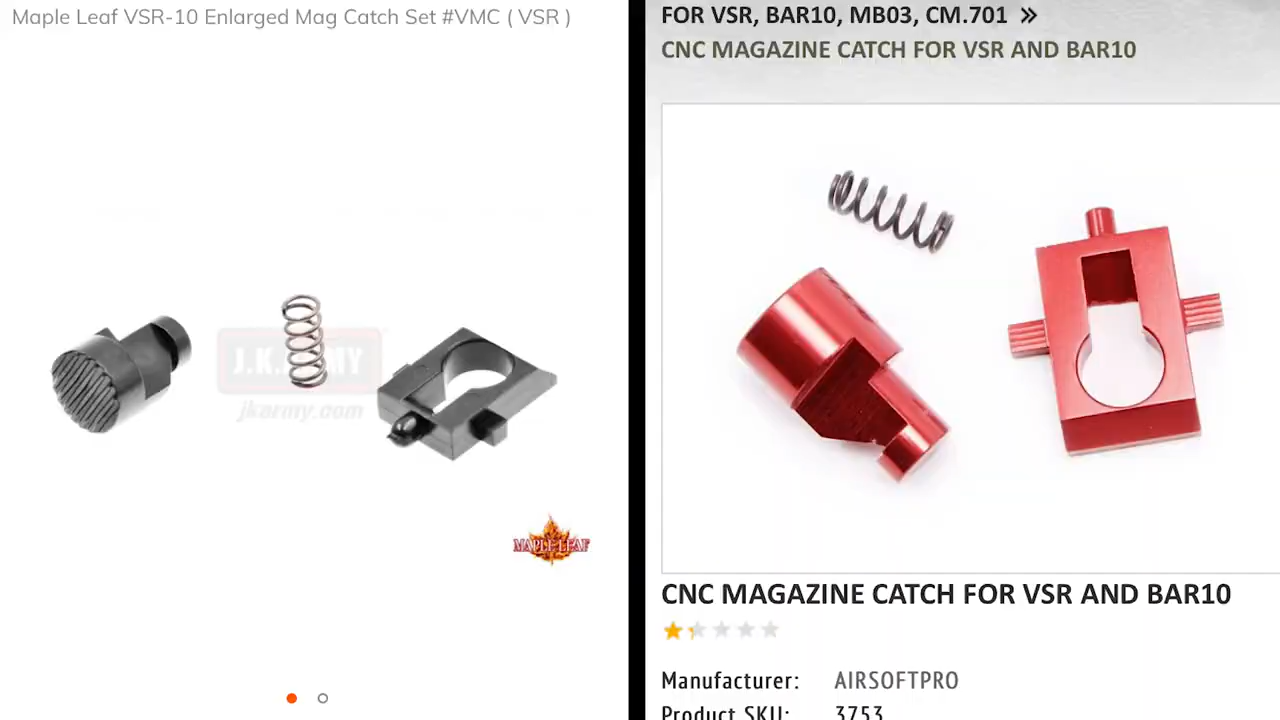 Maple Leaf VSR-10 Enlarged Mag Catch Set #VMC ( VSR )
J.K.ARMY
jkarmy.com
MAPLE LEAF
FOR VSR, BAR10, MB03, CM.701 »
CNC MAGAZINE CATCH FOR VSR AND BAR10
CNC MAGAZINE CATCH FOR VSR AND BAR10
Manufacturer: AIRSOFTPRO
Product SKU: 3753